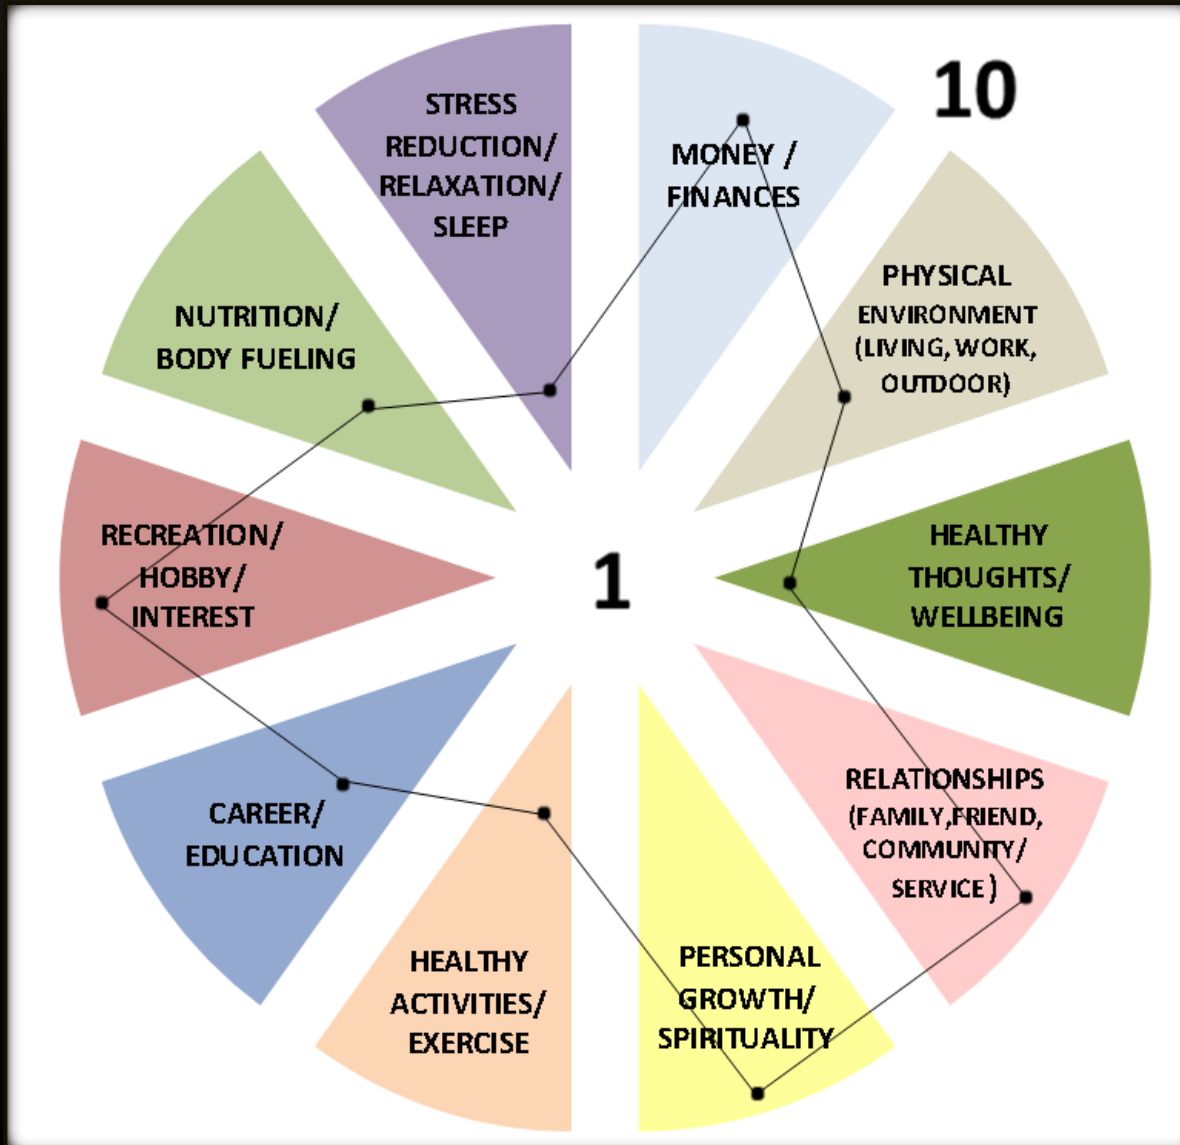 10
STRESS
REDUCTION/
RELAXATION/
SLEEP
MONEY /
FINANCES
PHYSICAL
ENVIRONMENT
(LIVING, WORK,
OUTDOOR)
NUTRITION/
BODY FUELING
HEALTHY
THOUGHTS/
WELLBEING
RECREATION/
HOBBY/
INTEREST
1
RELATIONSHIPS
(FAMILY,FRIEND,
COMMUNITY/
SERVICE )
CAREER/
EDUCATION
PERSONAL
GROWTH/
SPIRITUALITY
HEALTHY
ACTIVITIES/
EXERCISE